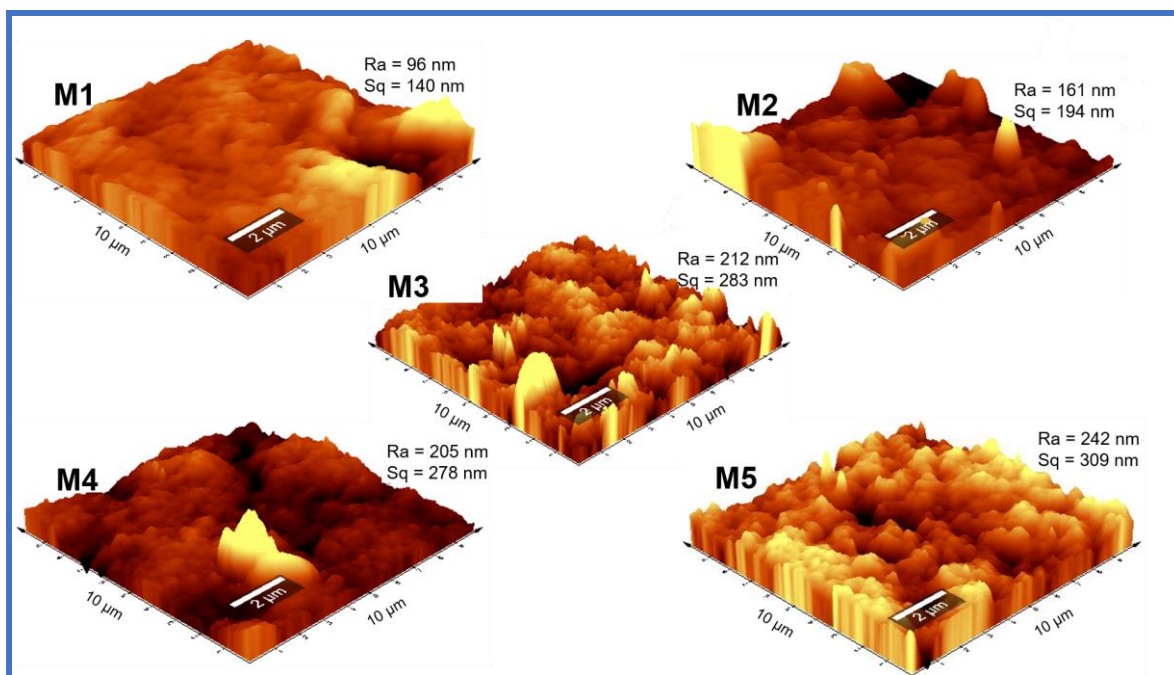 M1
Ra = 96 nm
Sq = 140 nm
10 µm
10 µm
2 µm
M2
Ra = 161 nm
Sq = 194 nm
10 µm
10 µm
2 µm
M3
Ra = 212 nm
Sq = 283 nm
10 µm
10 µm
2 µm
M4
Ra = 205 nm
Sq = 278 nm
10 µm
10 µm
2 µm
M5
Ra = 242 nm
Sq = 309 nm
10 µm
10 µm
2 µm